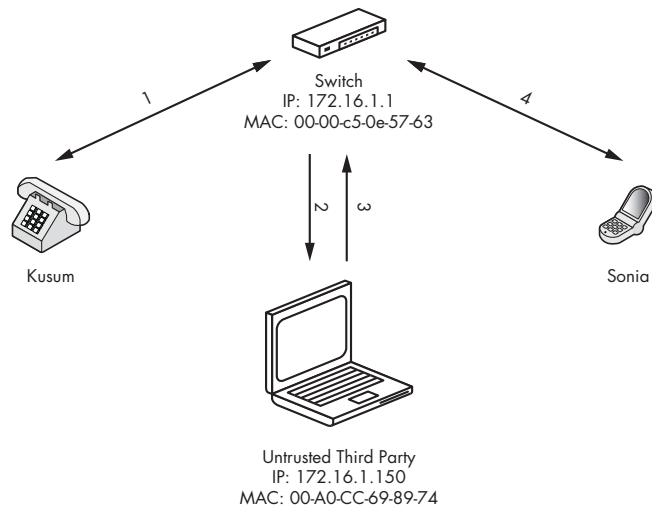 Switch
IP: 172.16.1.1
MAC: 00-00-c5-0e-57-63
1
4
2
3
Kusum
Sonia
Untrusted Third Party
IP: 172.16.1.150
MAC: 00-A0-CC-69-89-74